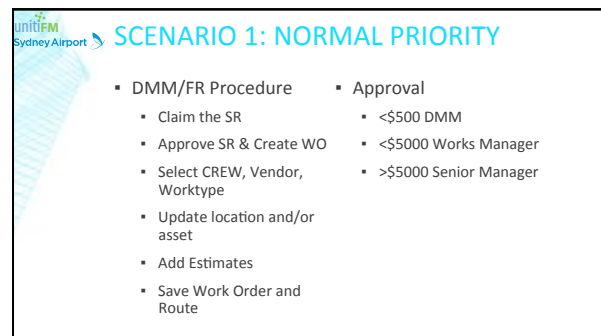 unitiFM
Sydney Airport
SCENARIO 1: NORMAL PRIORITY
▪ DMM/FR Procedure
▪ Claim the SR
▪ Approve SR & Create WO
▪ Select CREW, Vendor,
Worktype
▪ Update location and/or
asset
▪ Add Estimates
▪ Save Work Order and
Route
▪ Approval
▪ <$500 DMM
▪ <$5000 Works Manager
▪ >$5000 Senior Manager